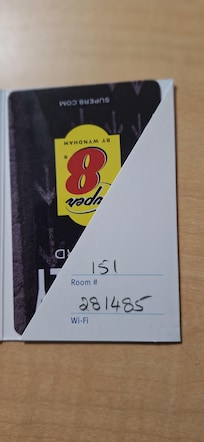 SUPER8.COM
BY WYNDHAM
®
8
Super
151
Room #
281485
Wi-Fi